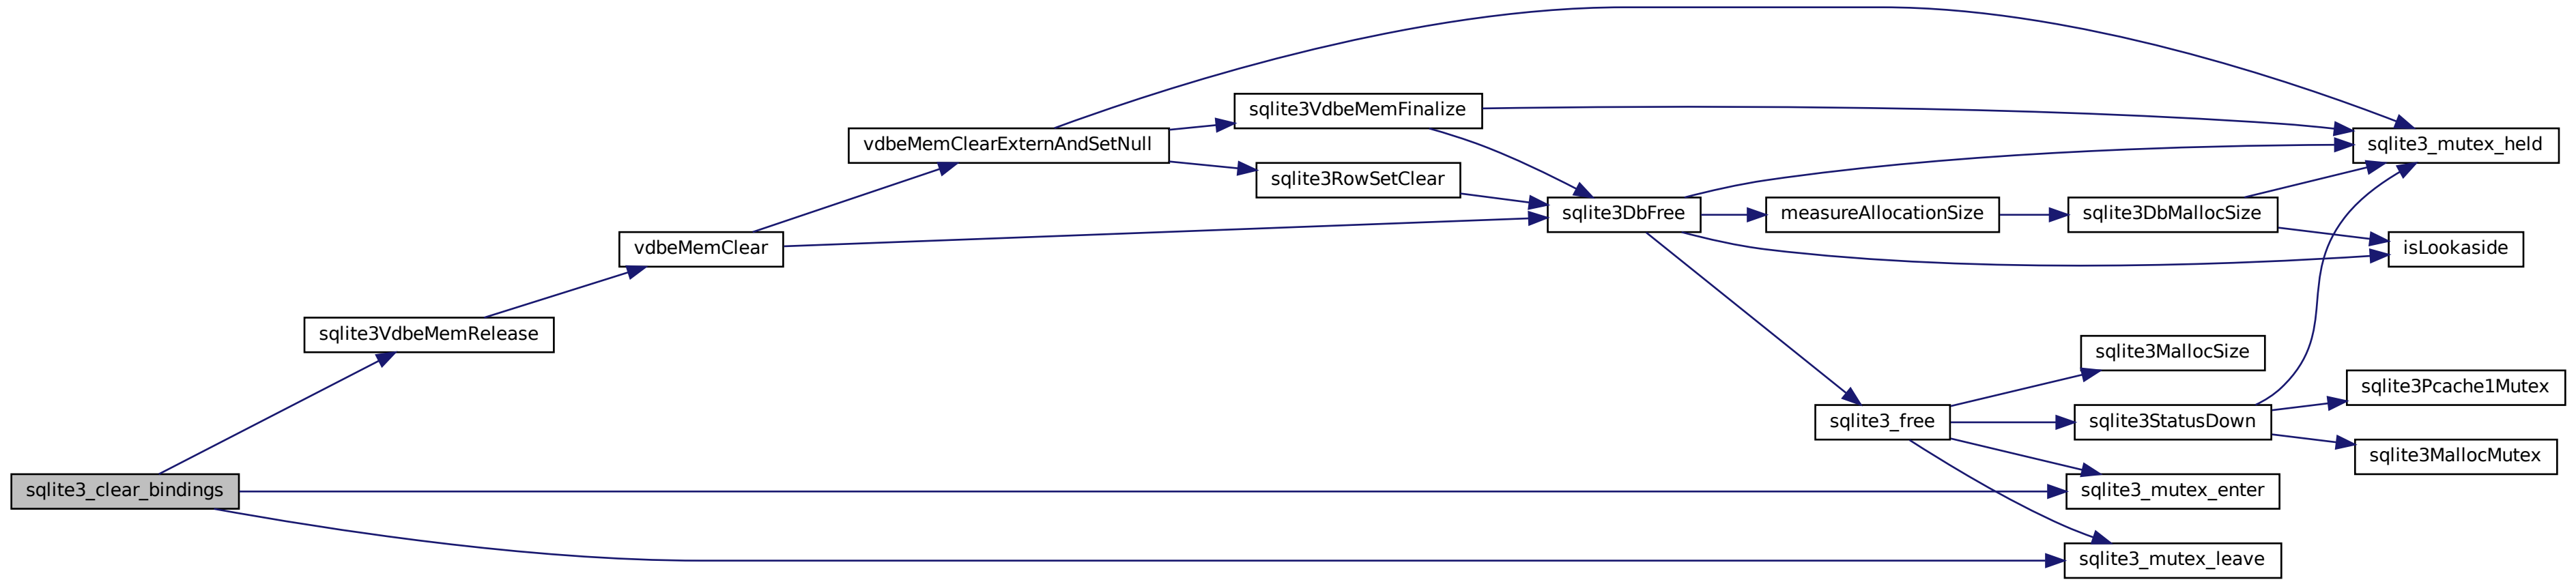 sqlite3VdbeMemFinalize
vdbeMemClearExternAndSetNull
sqlite3_mutex_held
sqlite3RowSetClear
sqlite3DbFree
measureAllocationSize
sqlite3DbMallocSize
vdbeMemClear
isLookaside
sqlite3VdbeMemRelease
sqlite3MallocSize
sqlite3Pcache1Mutex
sqlite3_free
sqlite3StatusDown
sqlite3MallocMutex
sqlite3_clear_bindings
sqlite3_mutex_enter
sqlite3_mutex_leave